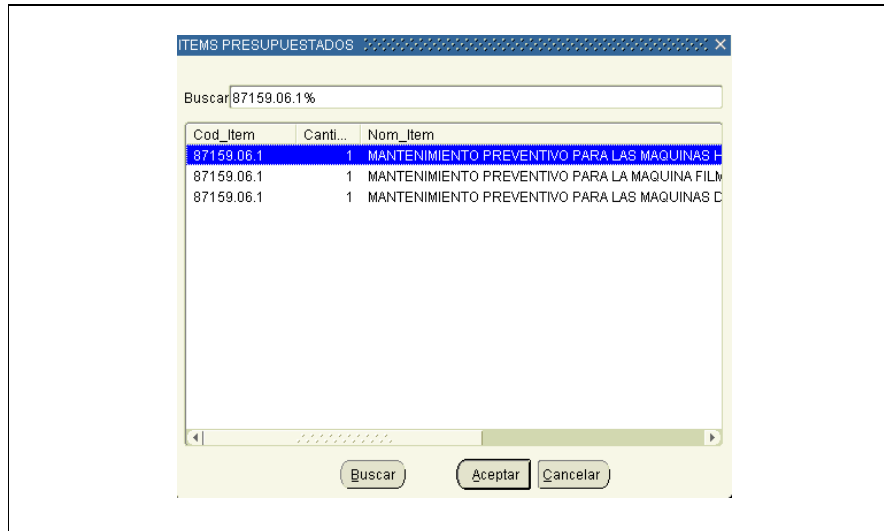 ITEMS PRESUPUESTADOS
Buscar 87159.06.1%
Cod_Item Canti... Nom_Item
87159.06.1 1 MANTENIMIENTO PREVENTIVO PARA LAS MAQUINAS
87159.06.1 1 MANTENIMIENTO PREVENTIVO PARA LA MAQUINA FILM
87159.06.1 1 MANTENIMIENTO PREVENTIVO PARA LAS MAQUINAS D
Buscar Aceptar Cancelar